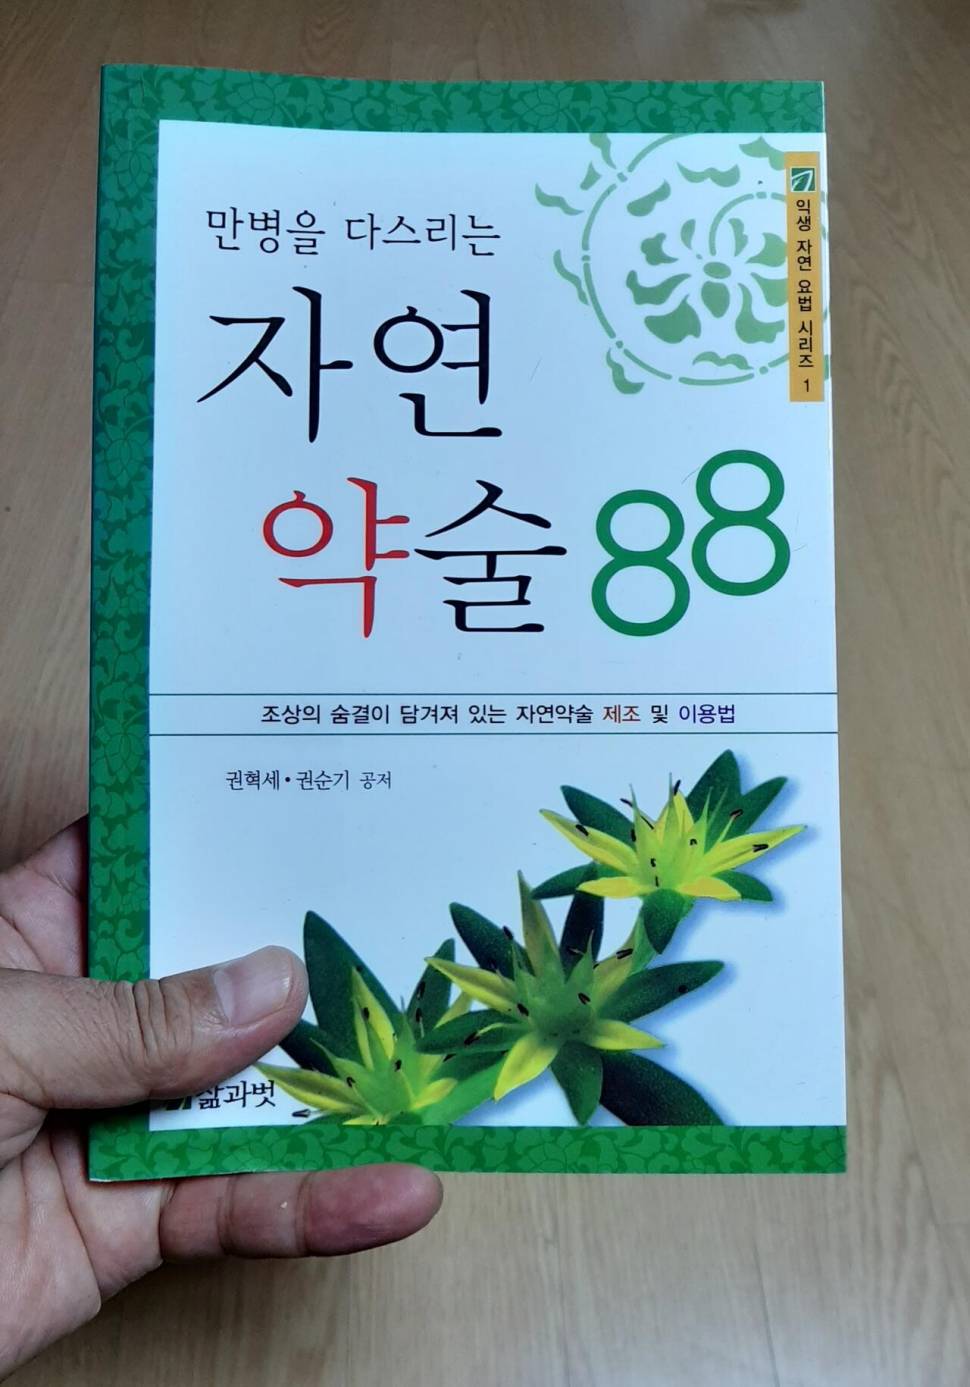 만병을 다스리는
자연
약술 88
익생 자연 요법 시리즈 1
조상의 숨결이 담겨져 있는 자연약술 제조 및 이용법
권혁세•권순기 공저
삶과벗